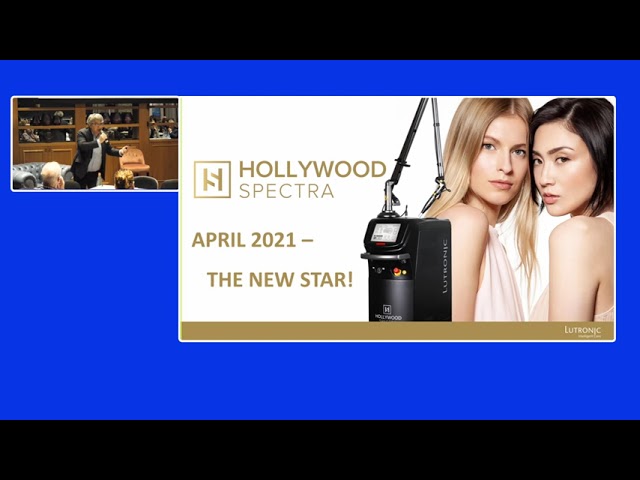 HOLLYWOOD
SPECTRA
APRIL 2021 –
THE NEW STAR!
LUTRONIC
HOLLYWOOD
LUTRONIC